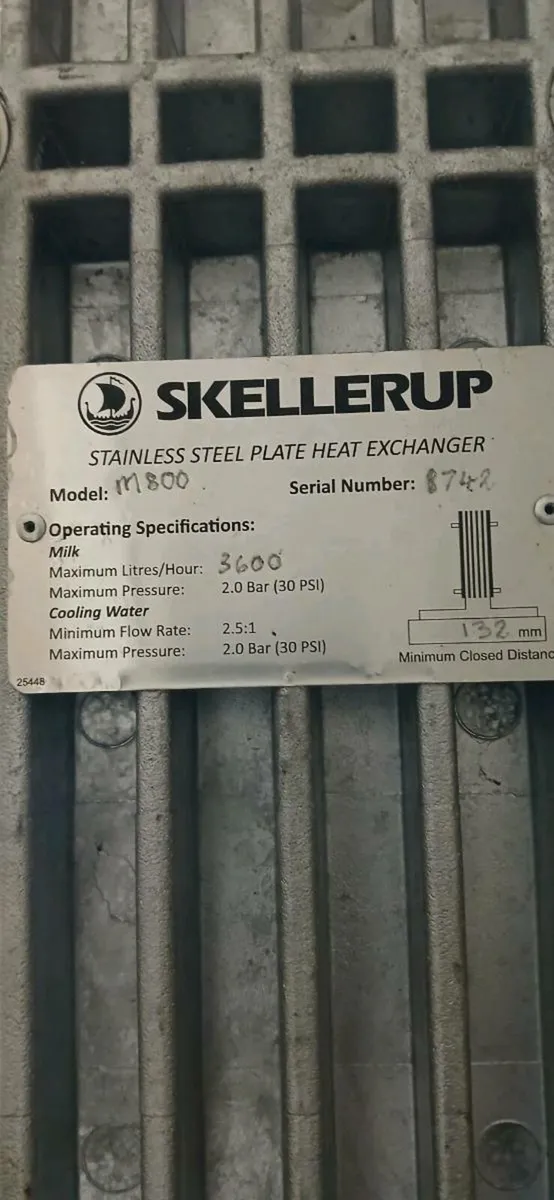 SKELLERUP
STAINLESS STEEL PLATE HEAT EXCHANGER
Model: M800 Serial Number: 8742
Operating Specifications:
Milk
Maximum Litres/Hour: 3600
Maximum Pressure: 2.0 Bar (30 PSI)
Cooling Water
Minimum Flow Rate: 2.5:1
Maximum Pressure: 2.0 Bar (30 PSI)
132 mm
Minimum Closed Distanc
25448